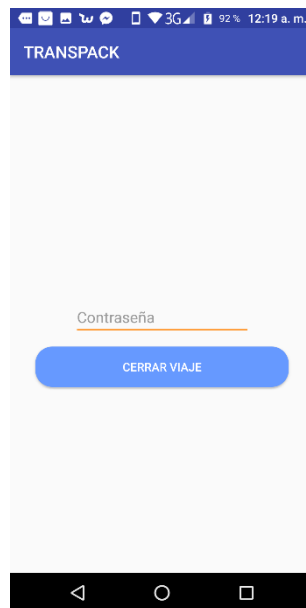 3G 92 % 12:19 a. m.
TRANSPACK
Contraseña
CERRAR VIAJE